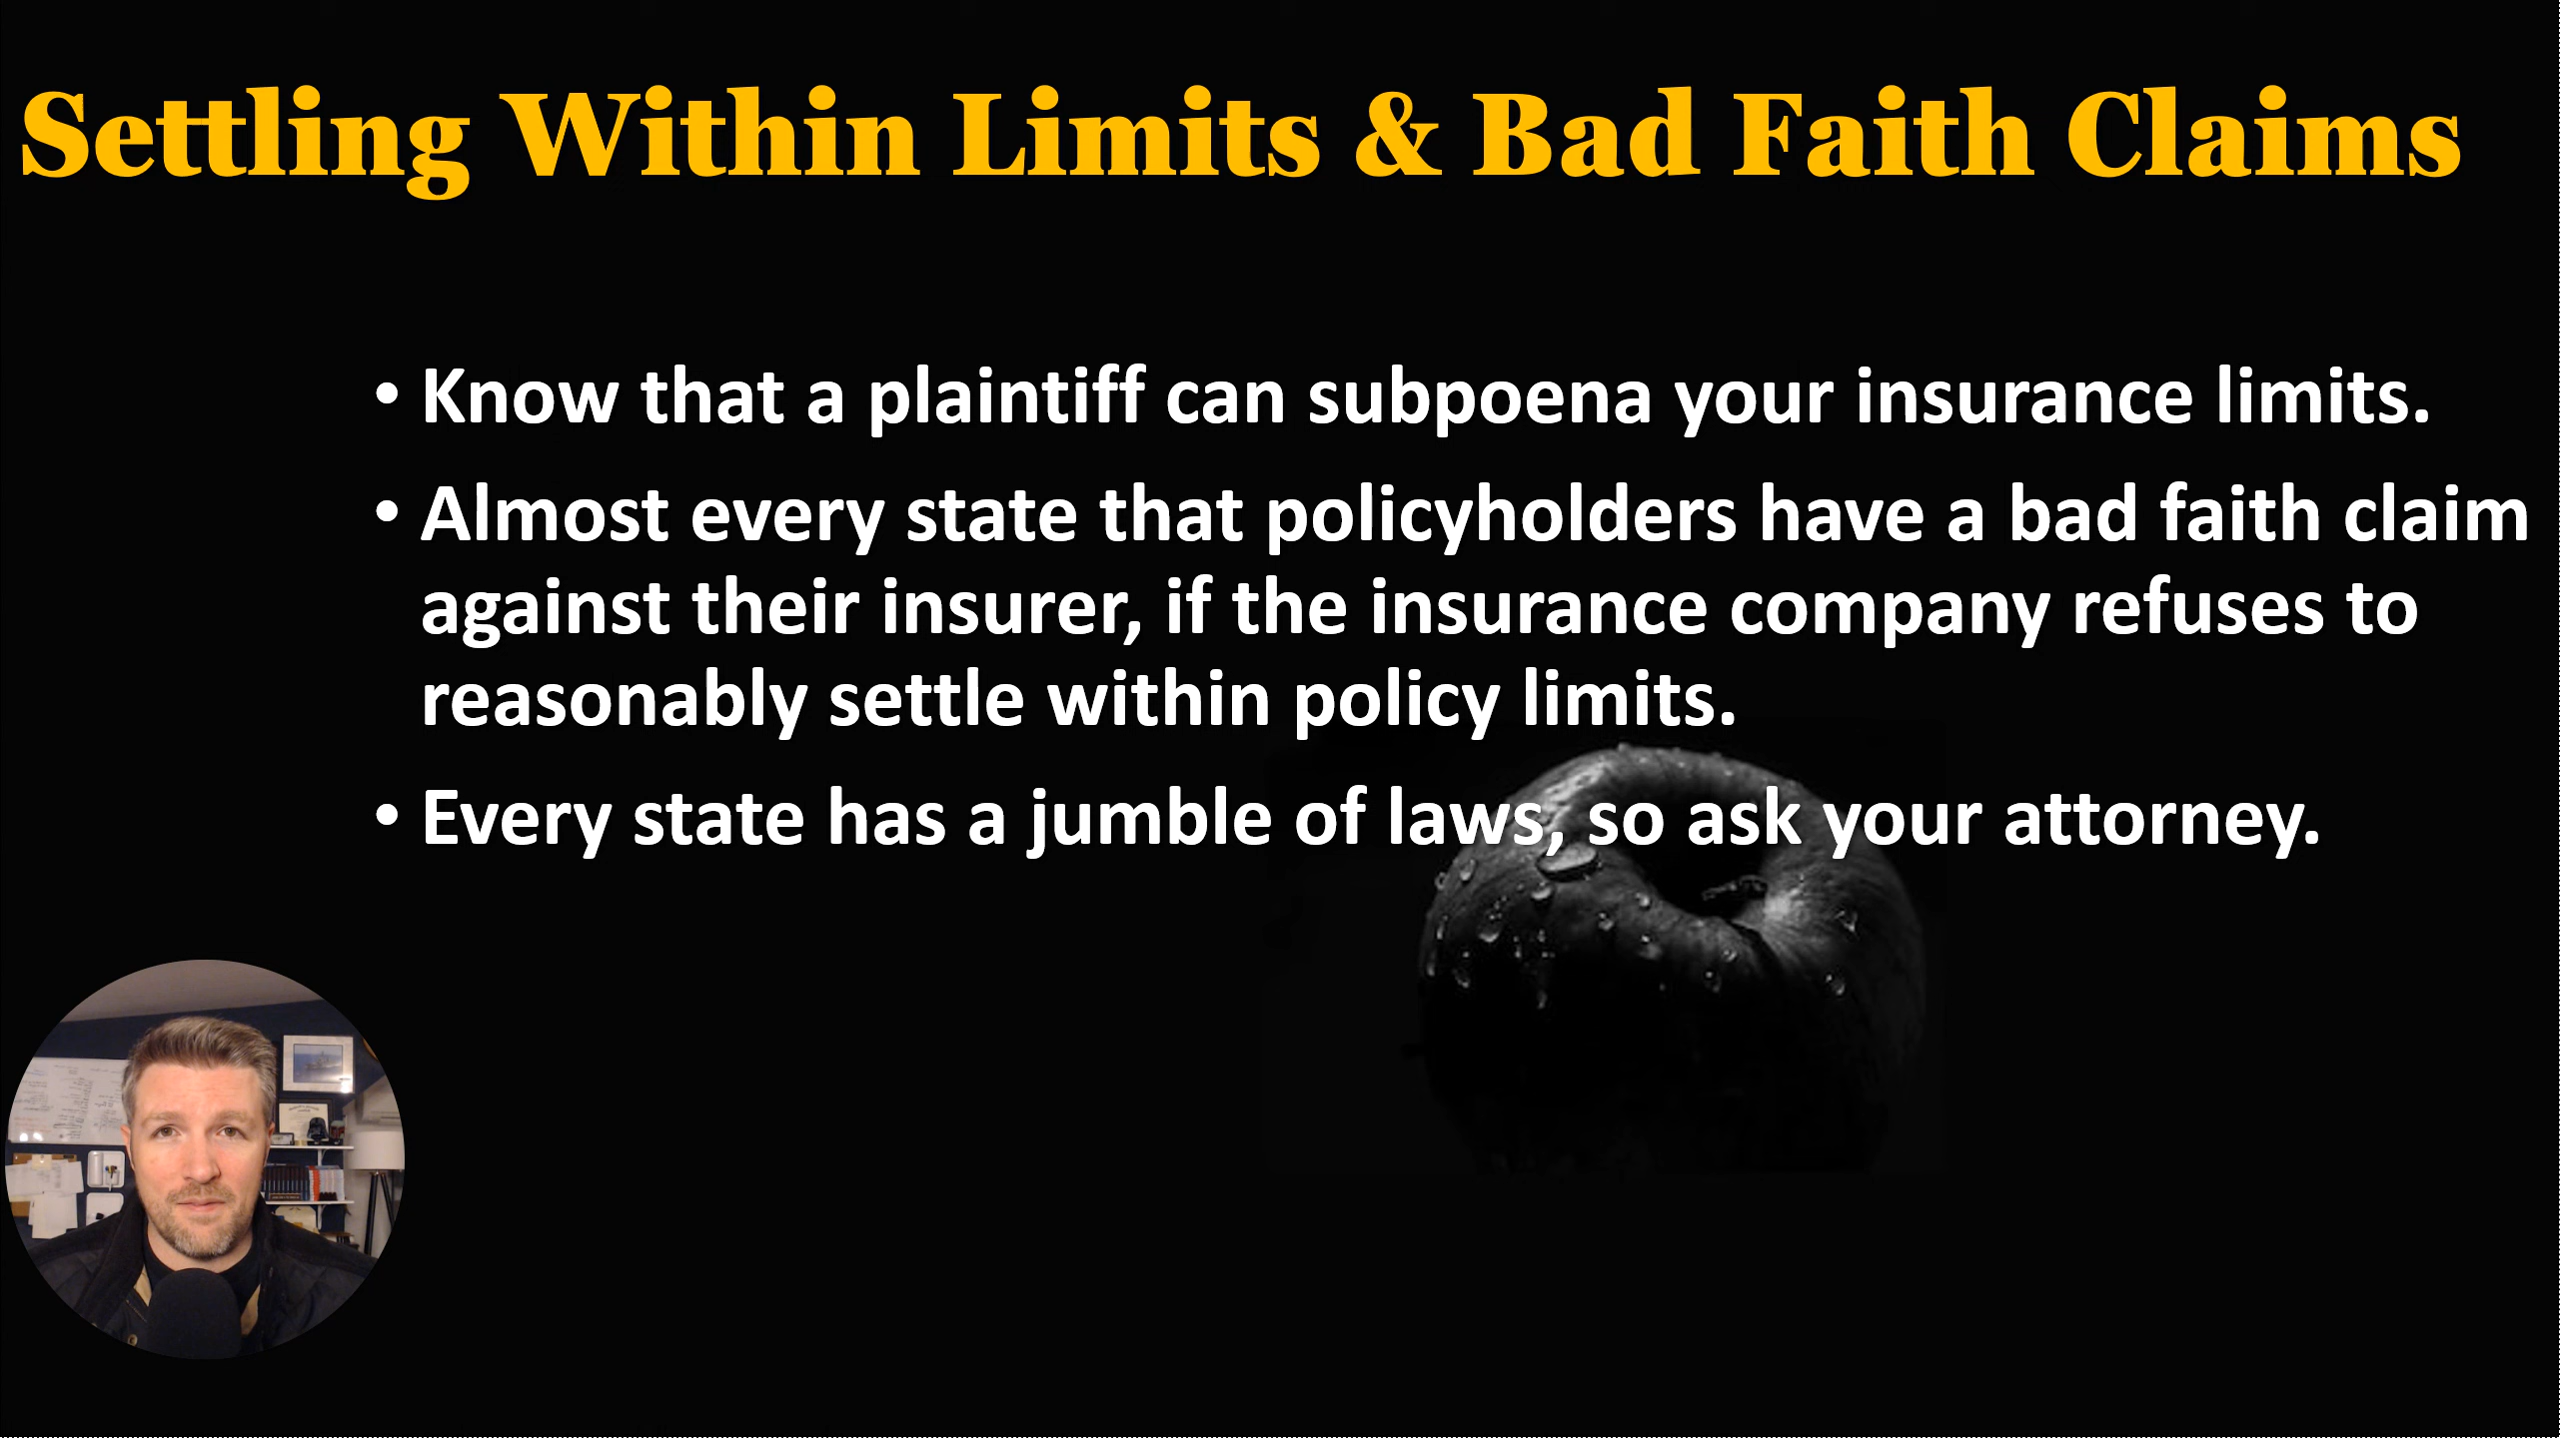 Settling Within Limits & Bad Faith Claims
• Know that a plaintiff can subpoena your insurance limits.
• Almost every state that policyholders have a bad faith claim
against their insurer, if the insurance company refuses to
reasonably settle within policy limits.
• Every state has a jumble of laws, so ask your attorney.